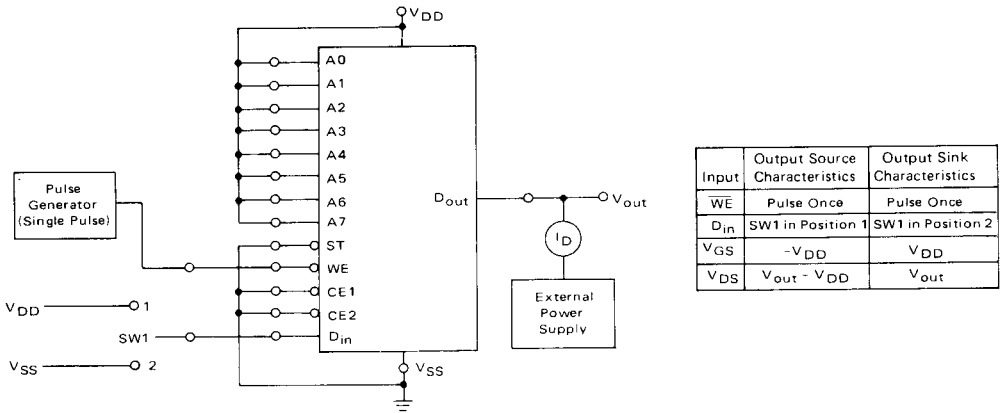 VDD
A0
A1
A2
A3
A4
A5
A6
A7
ST
WE
CE1
CE2
Din
Dout
Vout
ID
External
Power
Supply
Pulse
Generator
(Single Pulse)
VDD 1
SW1
VSS 2
VSS
Input Output Source Characteristics Output Sink Characteristics
WE Pulse Once Pulse Once
Din SW1 in Position 1 SW1 in Position 2
VGS -VDD VDD
VDS Vout - VDD Vout